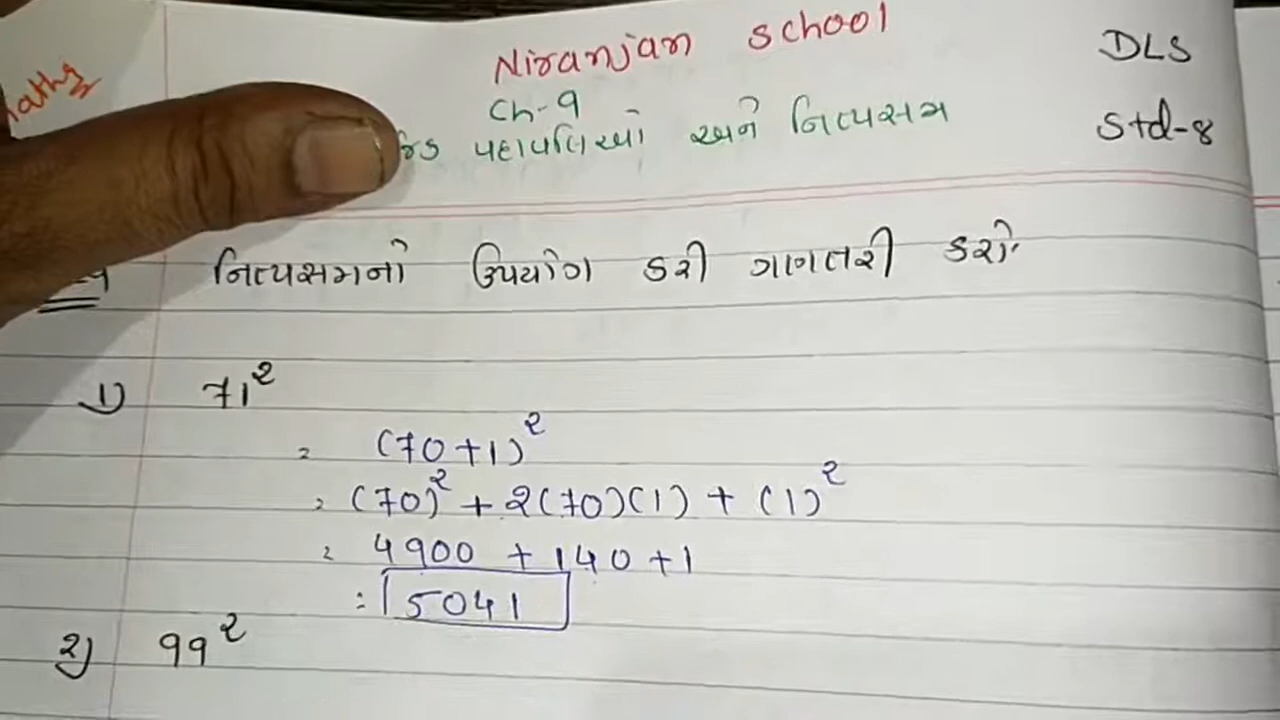 Niranjan school
DLS
Ch-9
પદાવલિઓ અને નિત્યસમ
Std-8
નિત્યસમનો ઉપયોગ કરી ગણતરી કરો.
1) 71²
= (70+1)²
= (70)² + 2(70)(1) + (1)²
= 4900 + 140 + 1
= 5041
2) 99²